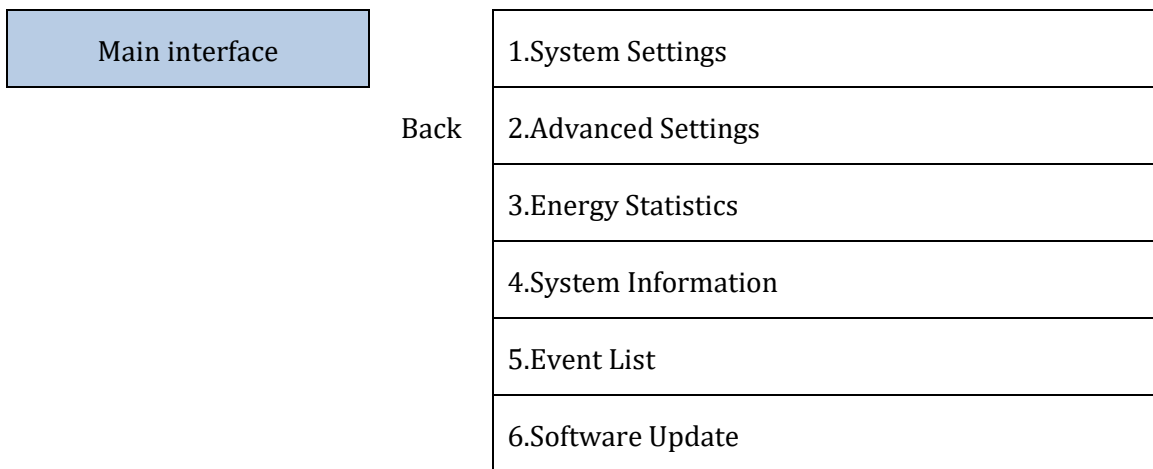 Main interface
1.System Settings
Back
2.Advanced Settings
3.Energy Statistics
4.System Information
5.Event List
6.Software Update